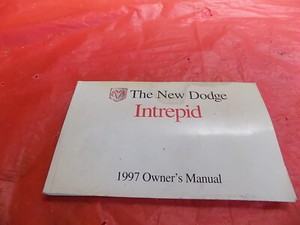 The New Dodge
Intrepid
1997 Owner's Manual